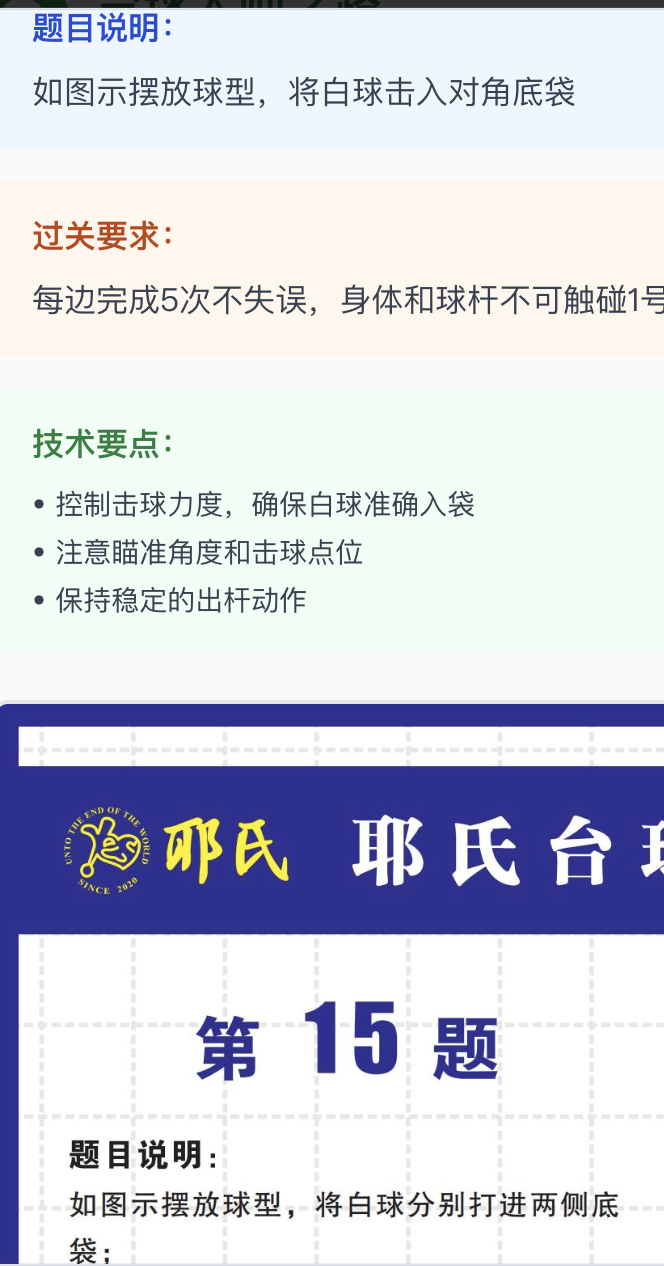 题目说明：
如图示摆放球型，将白球击入对角底袋
过关要求：
每边完成5次不失误，身体和球杆不可触碰1号
技术要点：
• 控制击球力度，确保白球准确入袋
• 注意瞄准角度和击球点位
• 保持稳定的出杆动作
UNTO THE END OF THE WORLD
SINCE 2020
耶氏 耶氏台
第 15 题
题目说明：
如图示摆放球型，将白球分别打进两侧底
袋；